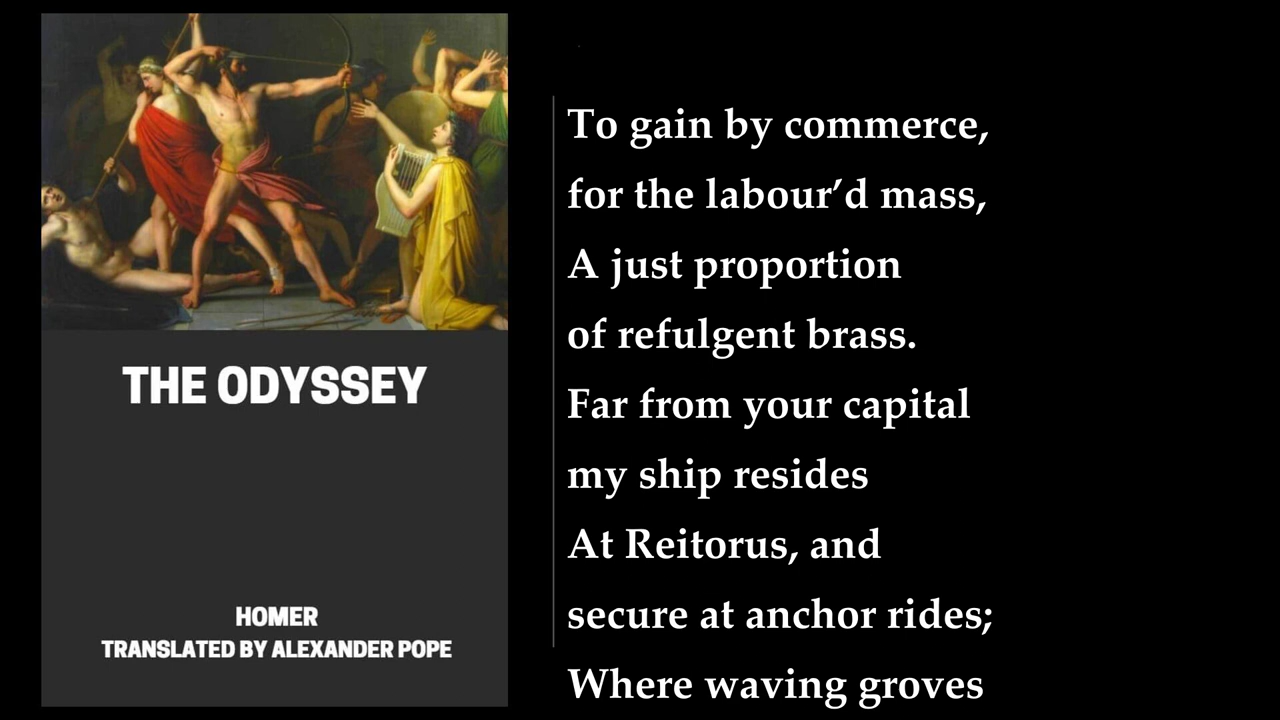 THE ODYSSEY
HOMER
TRANSLATED BY ALEXANDER POPE
To gain by commerce,
for the labour’d mass,
A just proportion
of refulgent brass.
Far from your capital
my ship resides
At Reitorus, and
secure at anchor rides;
Where waving groves